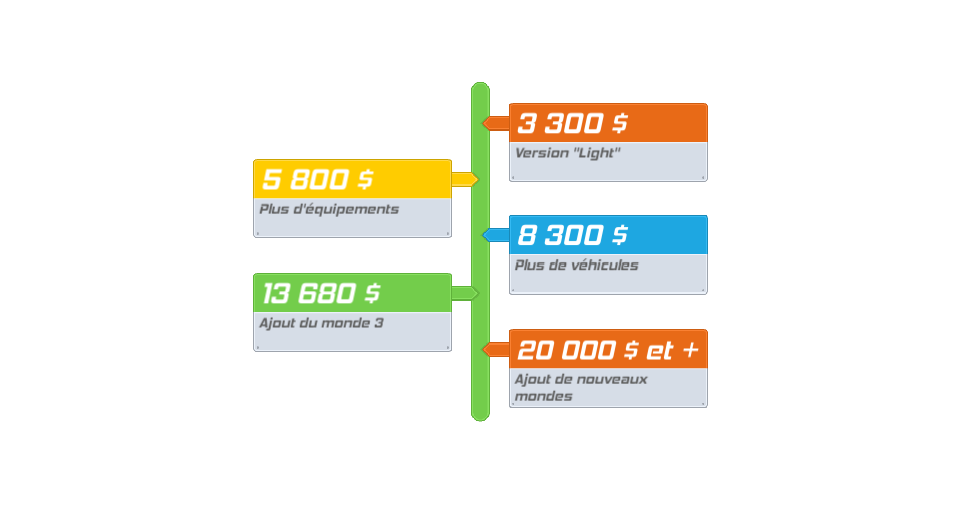 3 300 $
Version "Light"
5 800 $
Plus d'équipements
8 300 $
Plus de véhicules
13 680 $
Ajout du monde 3
20 000 $ et +
Ajout de nouveaux
mondes